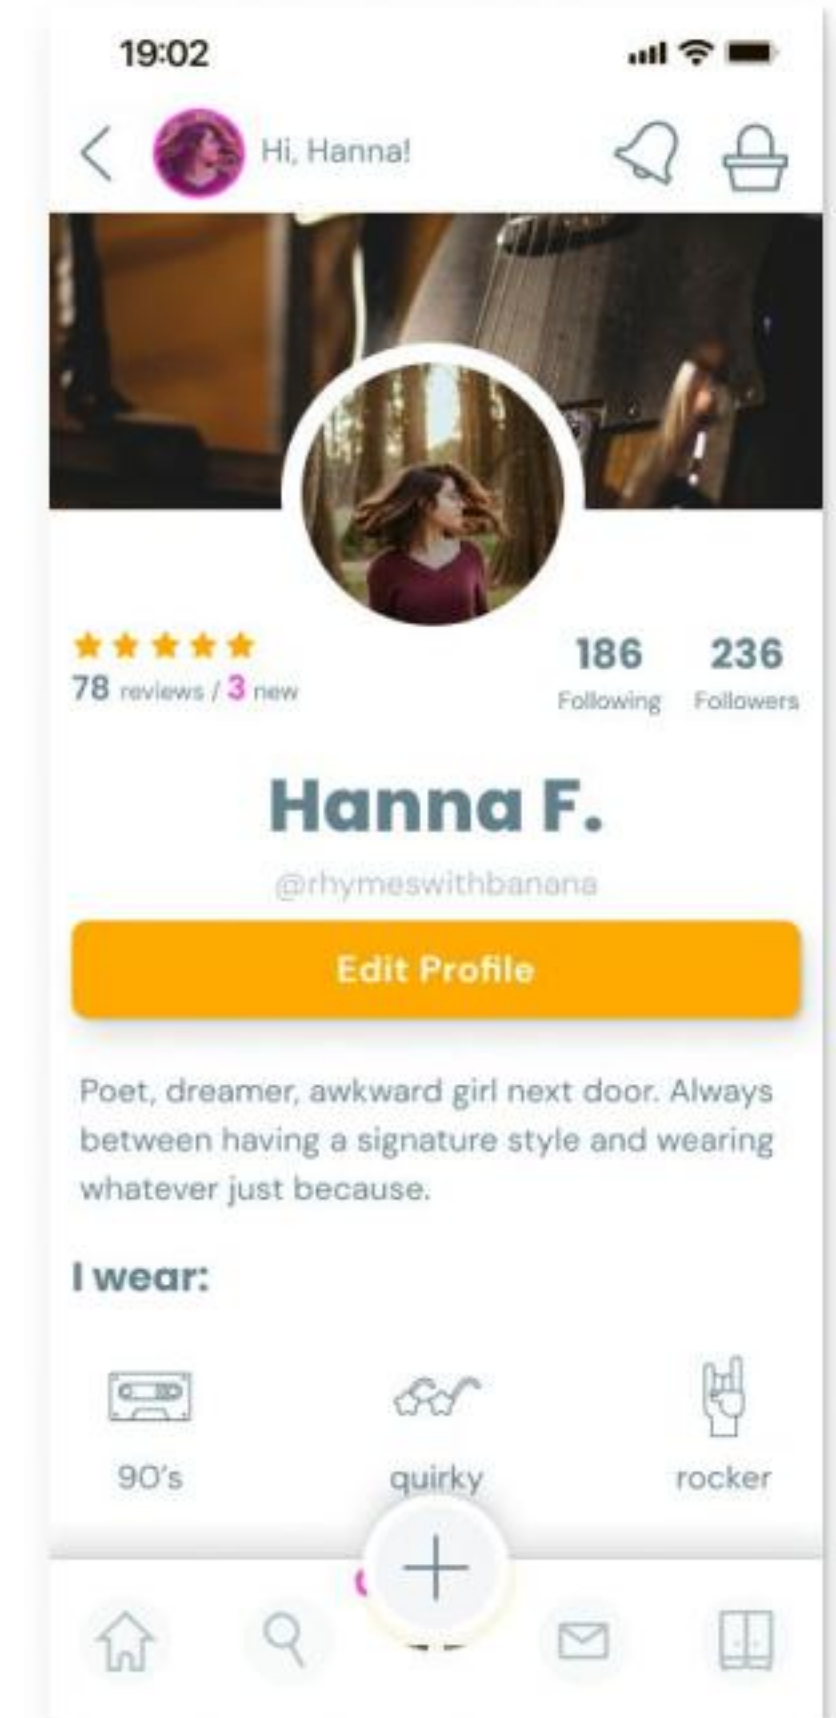 19:02
Hi, Hanna!
78 reviews / 3 new
186
Following
236
Followers
Hanna F.
@rhymeswithbanana
Edit Profile
Poet, dreamer, awkward girl next door. Always
between having a signature style and wearing
whatever just because.
I wear:
90's
quirky
rocker